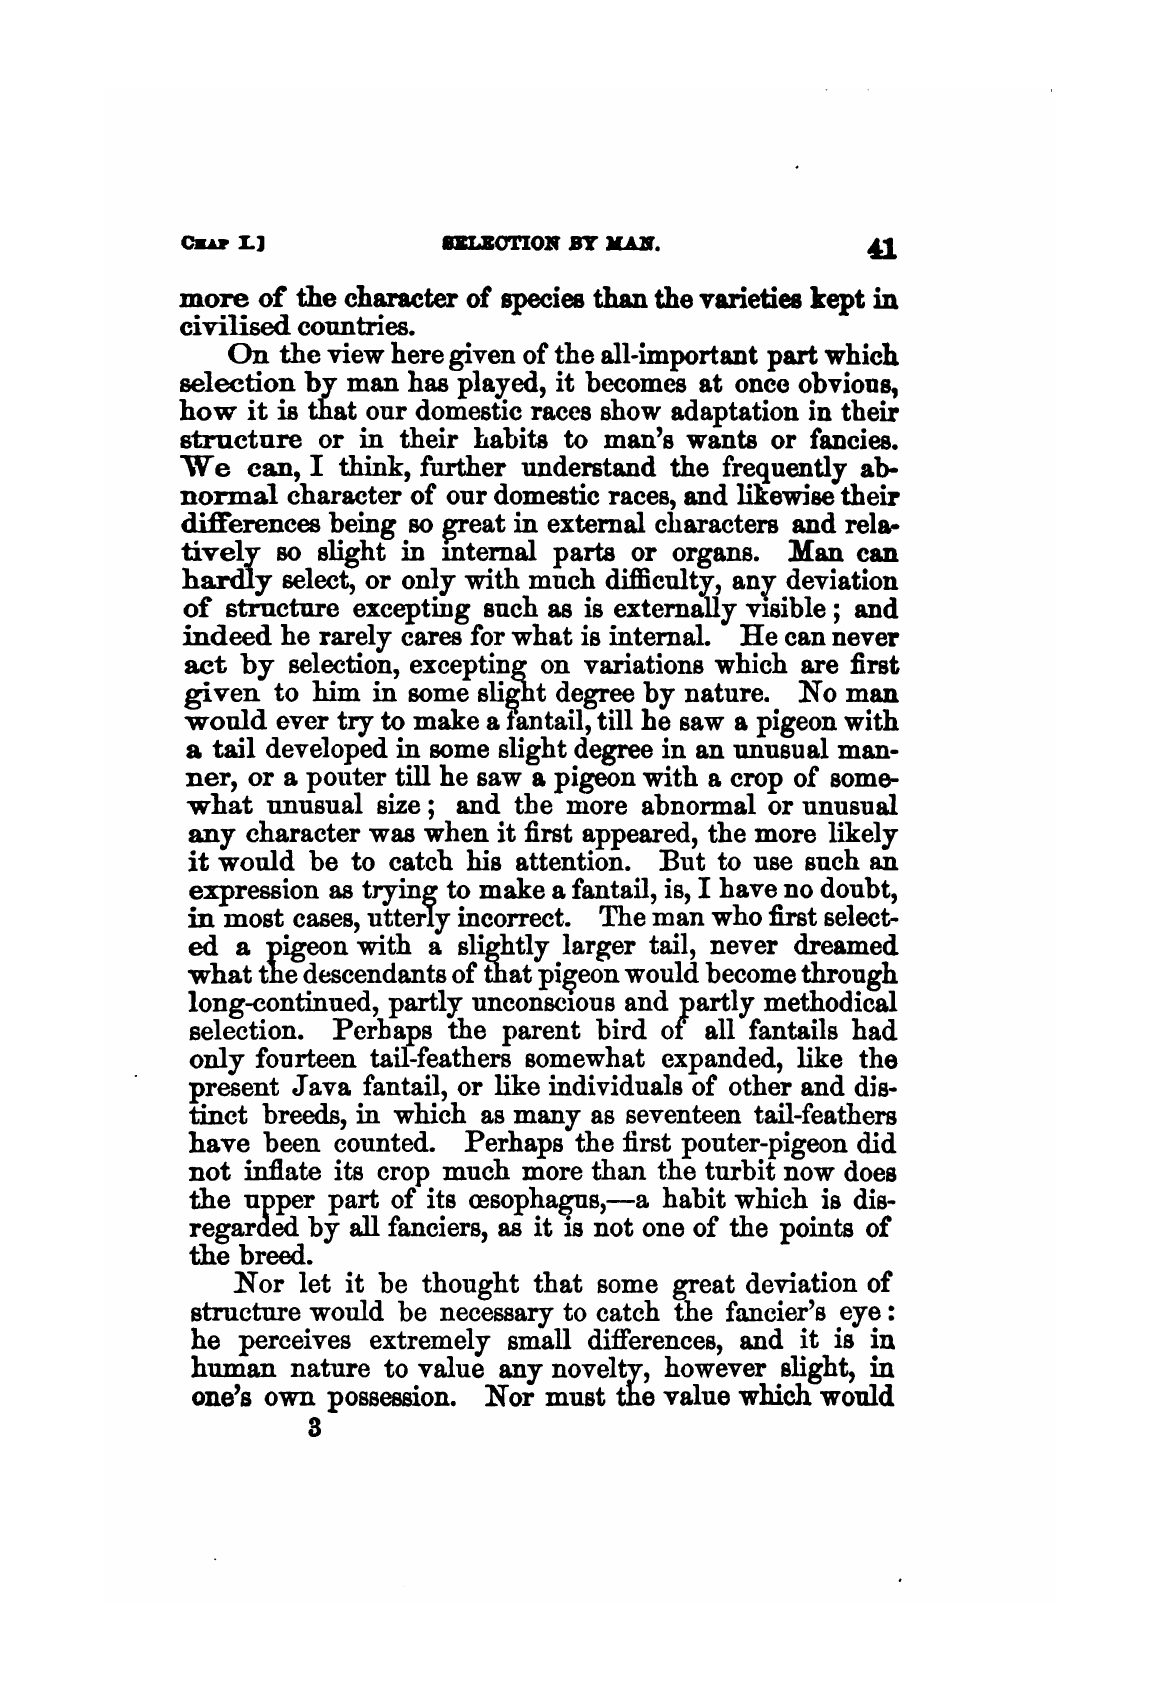 CHAP I.] SELECTION BY MAN. 41
more of the character of species than the varieties kept in
civilised countries.
On the view here given of the all-important part which
selection by man has played, it becomes at once obvious,
how it is that our domestic races show adaptation in their
structure or in their habits to man's wants or fancies.
We can, I think, further understand the frequently ab-
normal character of our domestic races, and likewise their
differences being so great in external characters and rela-
tively so slight in internal parts or organs. Man can
hardly select, or only with much difficulty, any deviation
of structure excepting such as is externally visible; and
indeed he rarely cares for what is internal. He can never
act by selection, excepting on variations which are first
given to him in some slight degree by nature. No man
would ever try to make a fantail, till he saw a pigeon with
a tail developed in some slight degree in an unusual man-
ner, or a pouter till he saw a pigeon with a crop of some-
what unusual size; and the more abnormal or unusual
any character was when it first appeared, the more likely
it would be to catch his attention. But to use such an
expression as trying to make a fantail, is, I have no doubt,
in most cases, utterly incorrect. The man who first select-
ed a pigeon with a slightly larger tail, never dreamed
what the descendants of that pigeon would become through
long-continued, partly unconscious and partly methodical
selection. Perhaps the parent bird of all fantails had
only fourteen tail-feathers somewhat expanded, like the
present Java fantail, or like individuals of other and dis-
tinct breeds, in which as many as seventeen tail-feathers
have been counted. Perhaps the first pouter-pigeon did
not inflate its crop much more than the turbit now does
the upper part of its œsophagus,—a habit which is dis-
regarded by all fanciers, as it is not one of the points of
the breed.
Nor let it be thought that some great deviation of
structure would be necessary to catch the fancier's eye:
he perceives extremely small differences, and it is in
human nature to value any novelty, however slight, in
one's own possession. Nor must the value which would
3